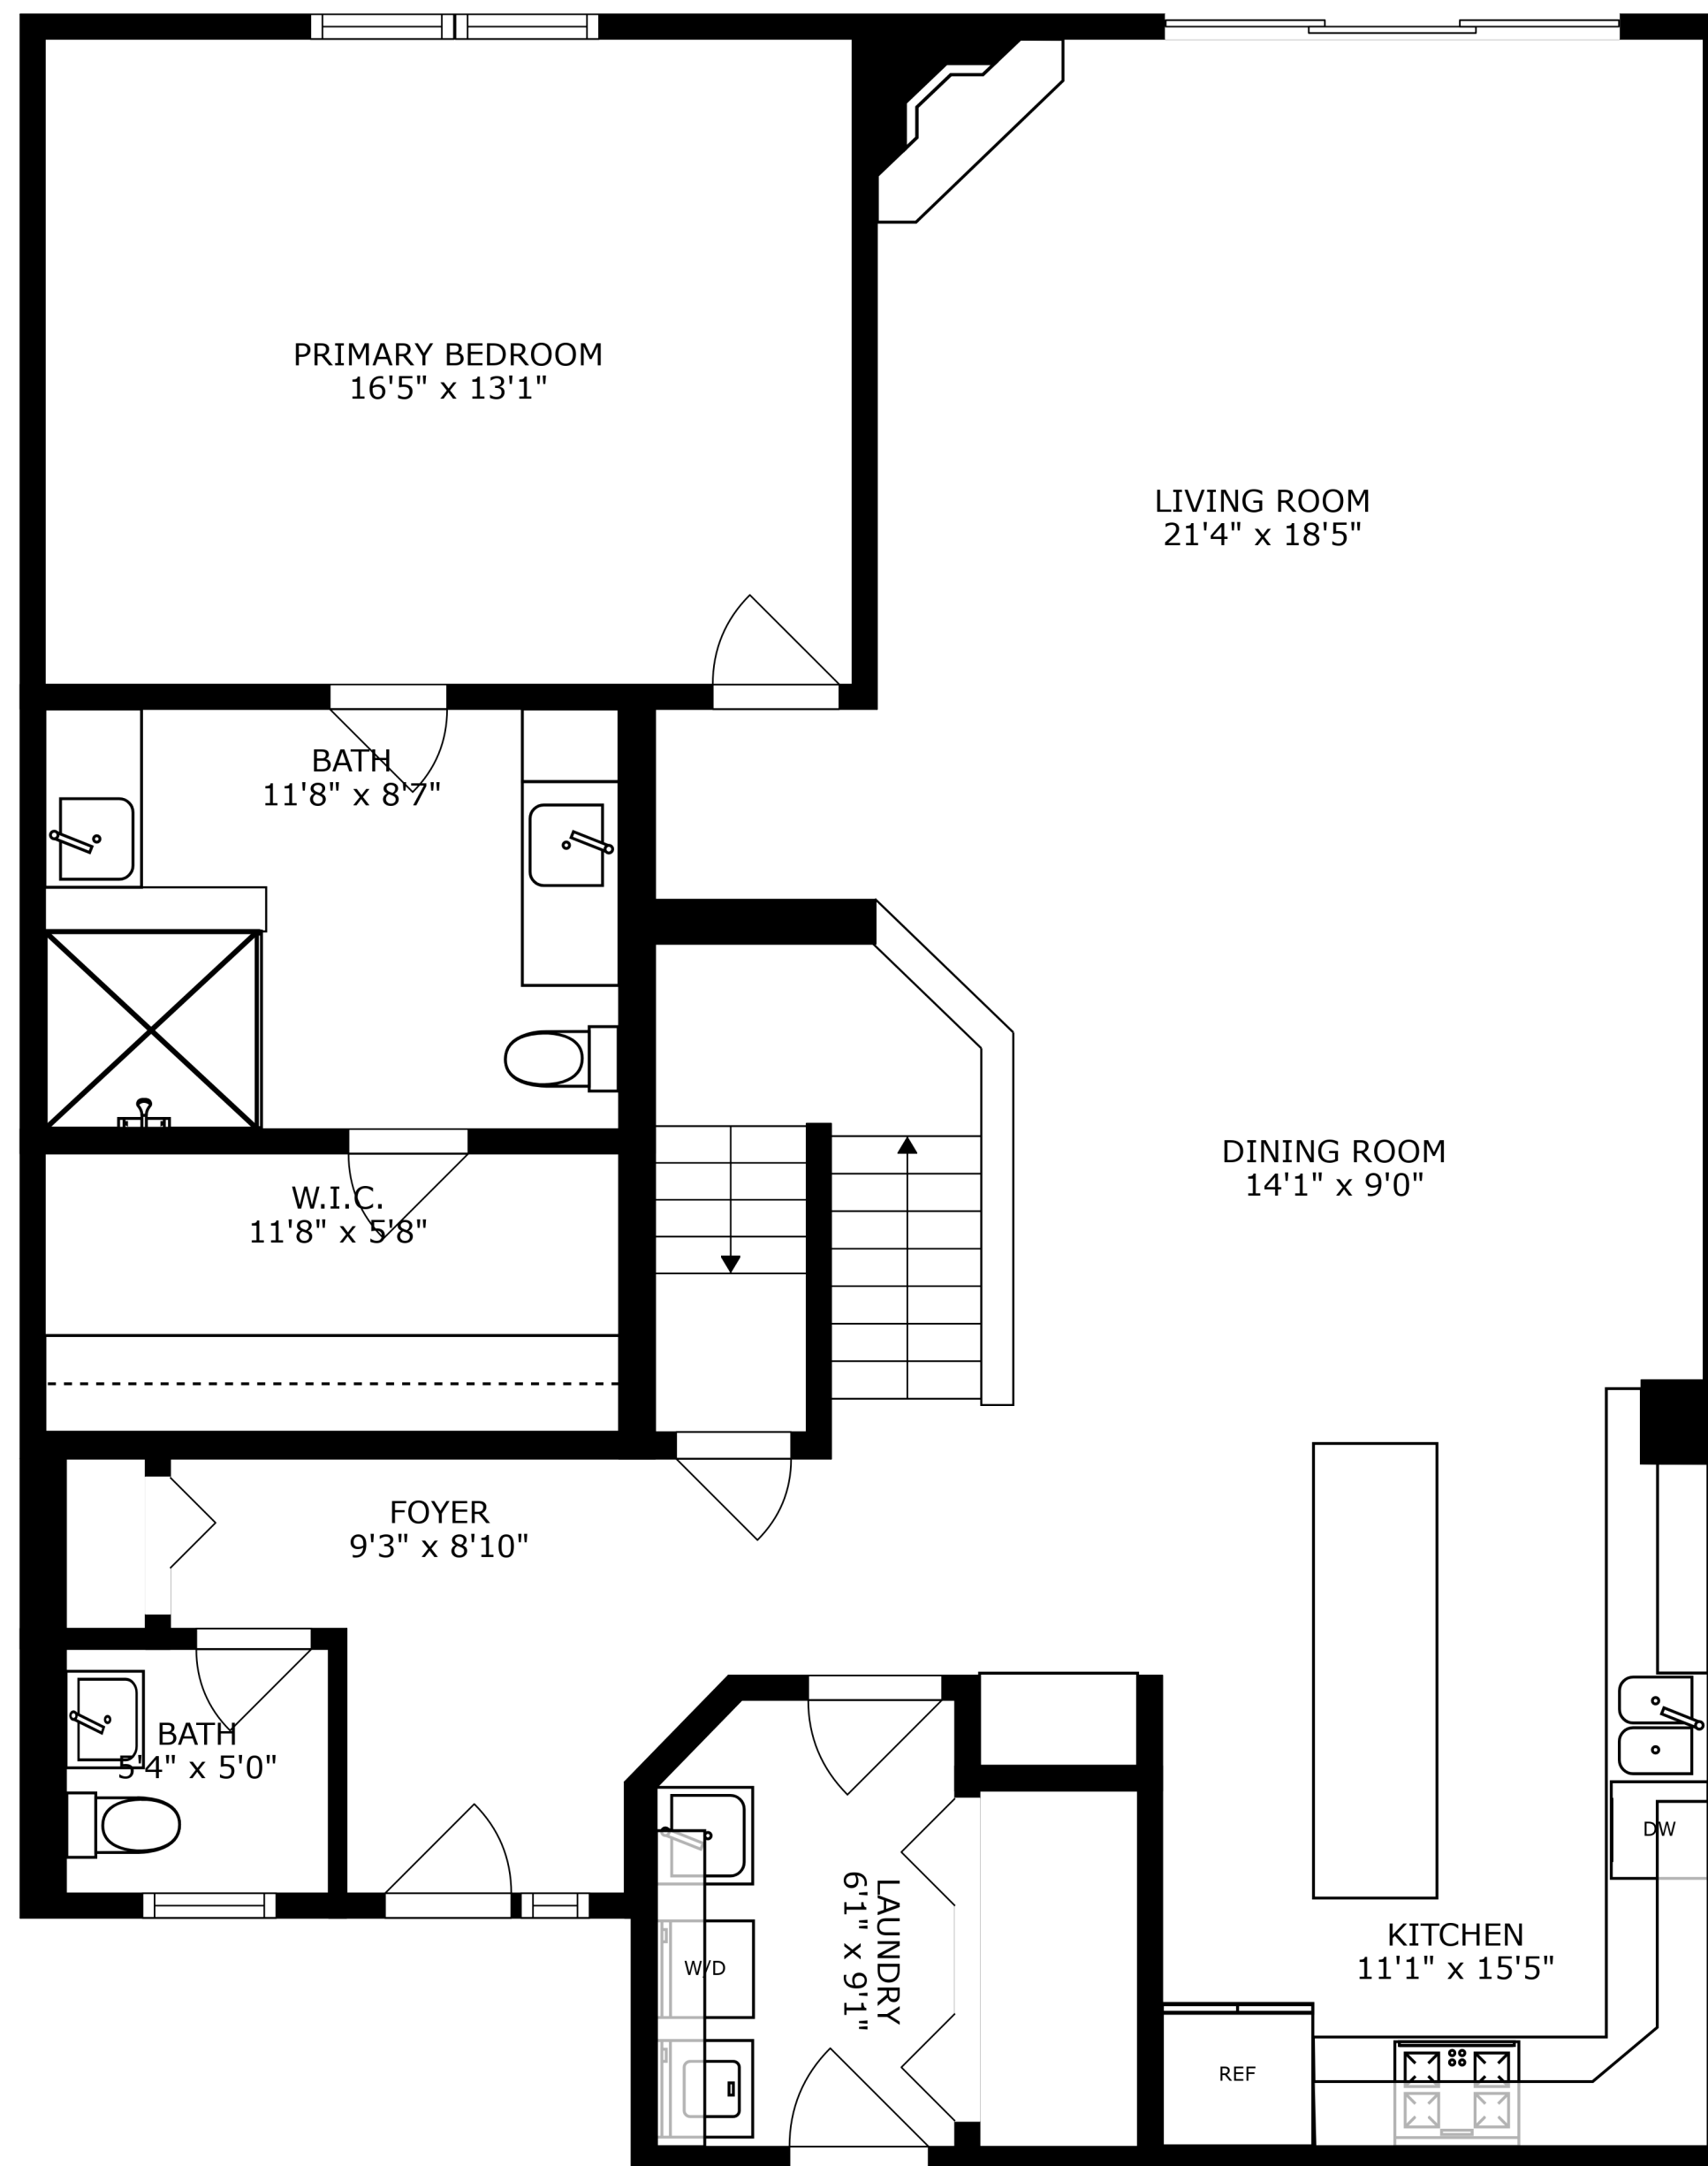 PRIMARY BEDROOM
16'5" x 13'1"
LIVING ROOM
21'4" x 18'5"
BATH
11'8" x 8'7"
DINING ROOM
14'1" x 9'0"
W.I.C.
11'8" x 5'8"
FOYER
9'3" x 8'10"
BATH
5'4" x 5'0"
DW
LAUNDRY
6'1" x 9'1"
KITCHEN
11'1" x 15'5"
W/D
REF